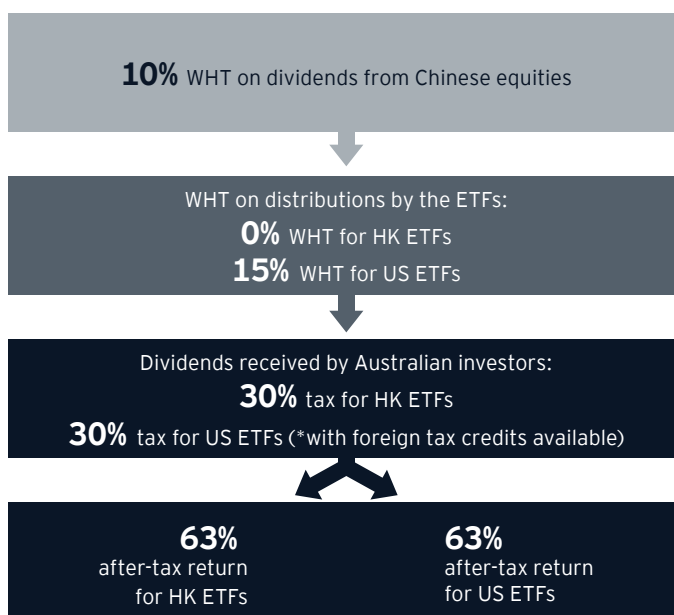 10% WHT on dividends from Chinese equities
WHT on distributions by the ETFs:
0% WHT for HK ETFs
15% WHT for US ETFs
Dividends received by Australian investors:
30% tax for HK ETFs
30% tax for US ETFs (*with foreign tax credits available)
63%
after-tax return
for HK ETFs
63%
after-tax return
for US ETFs